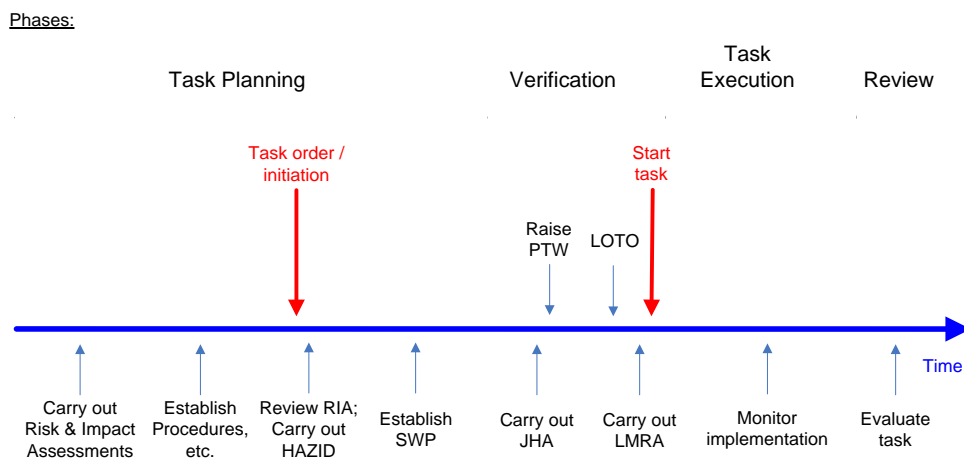 Phases:
Task Planning
Verification
Task
Execution
Review
Task order /
initiation
Start
task
Raise
PTW
LOTO
Time
Carry out
Risk & Impact
Assessments
Establish
Procedures,
etc.
Review RIA;
Carry out
HAZID
Establish
SWP
Carry out
JHA
Carry out
LMRA
Monitor
implementation
Evaluate
task